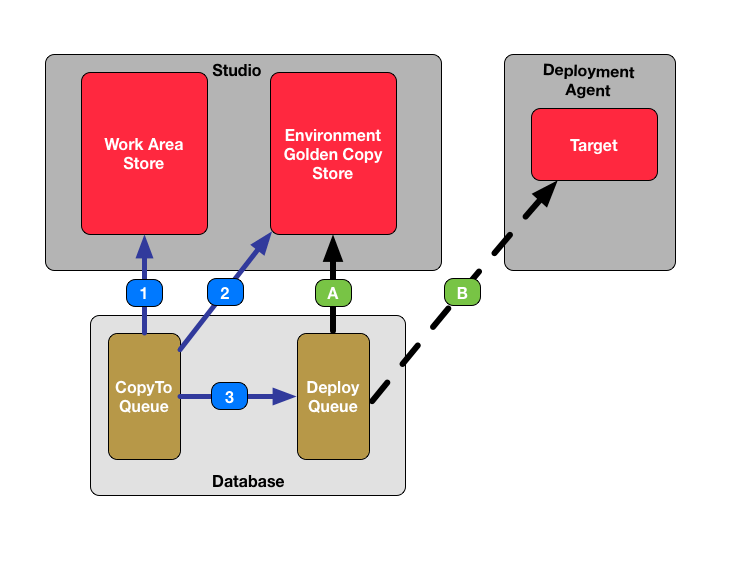 Studio
Work Area
Store
Environment
Golden Copy
Store
Deployment
Agent
Target
1
2
A
B
CopyTo
Queue
3
Deploy
Queue
Database